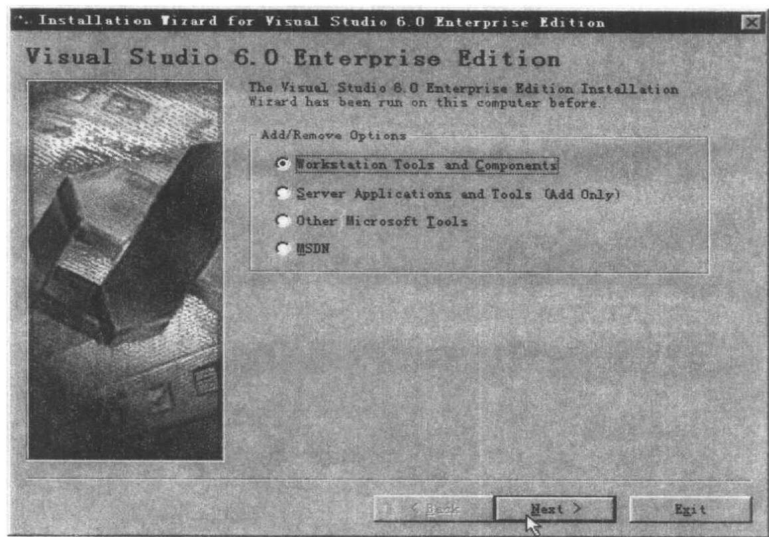 Installation Wizard for Visual Studio 6.0 Enterprise Edition
Visual Studio 6.0 Enterprise Edition
The Visual Studio 6.0 Enterprise Edition Installation
Wizard has been run on this computer before.
Add/Remove Options
Workstation Tools and Components
Server Applications and Tools (Add Only)
Other Microsoft Tools
MSDN
< Back
Next >
Exit